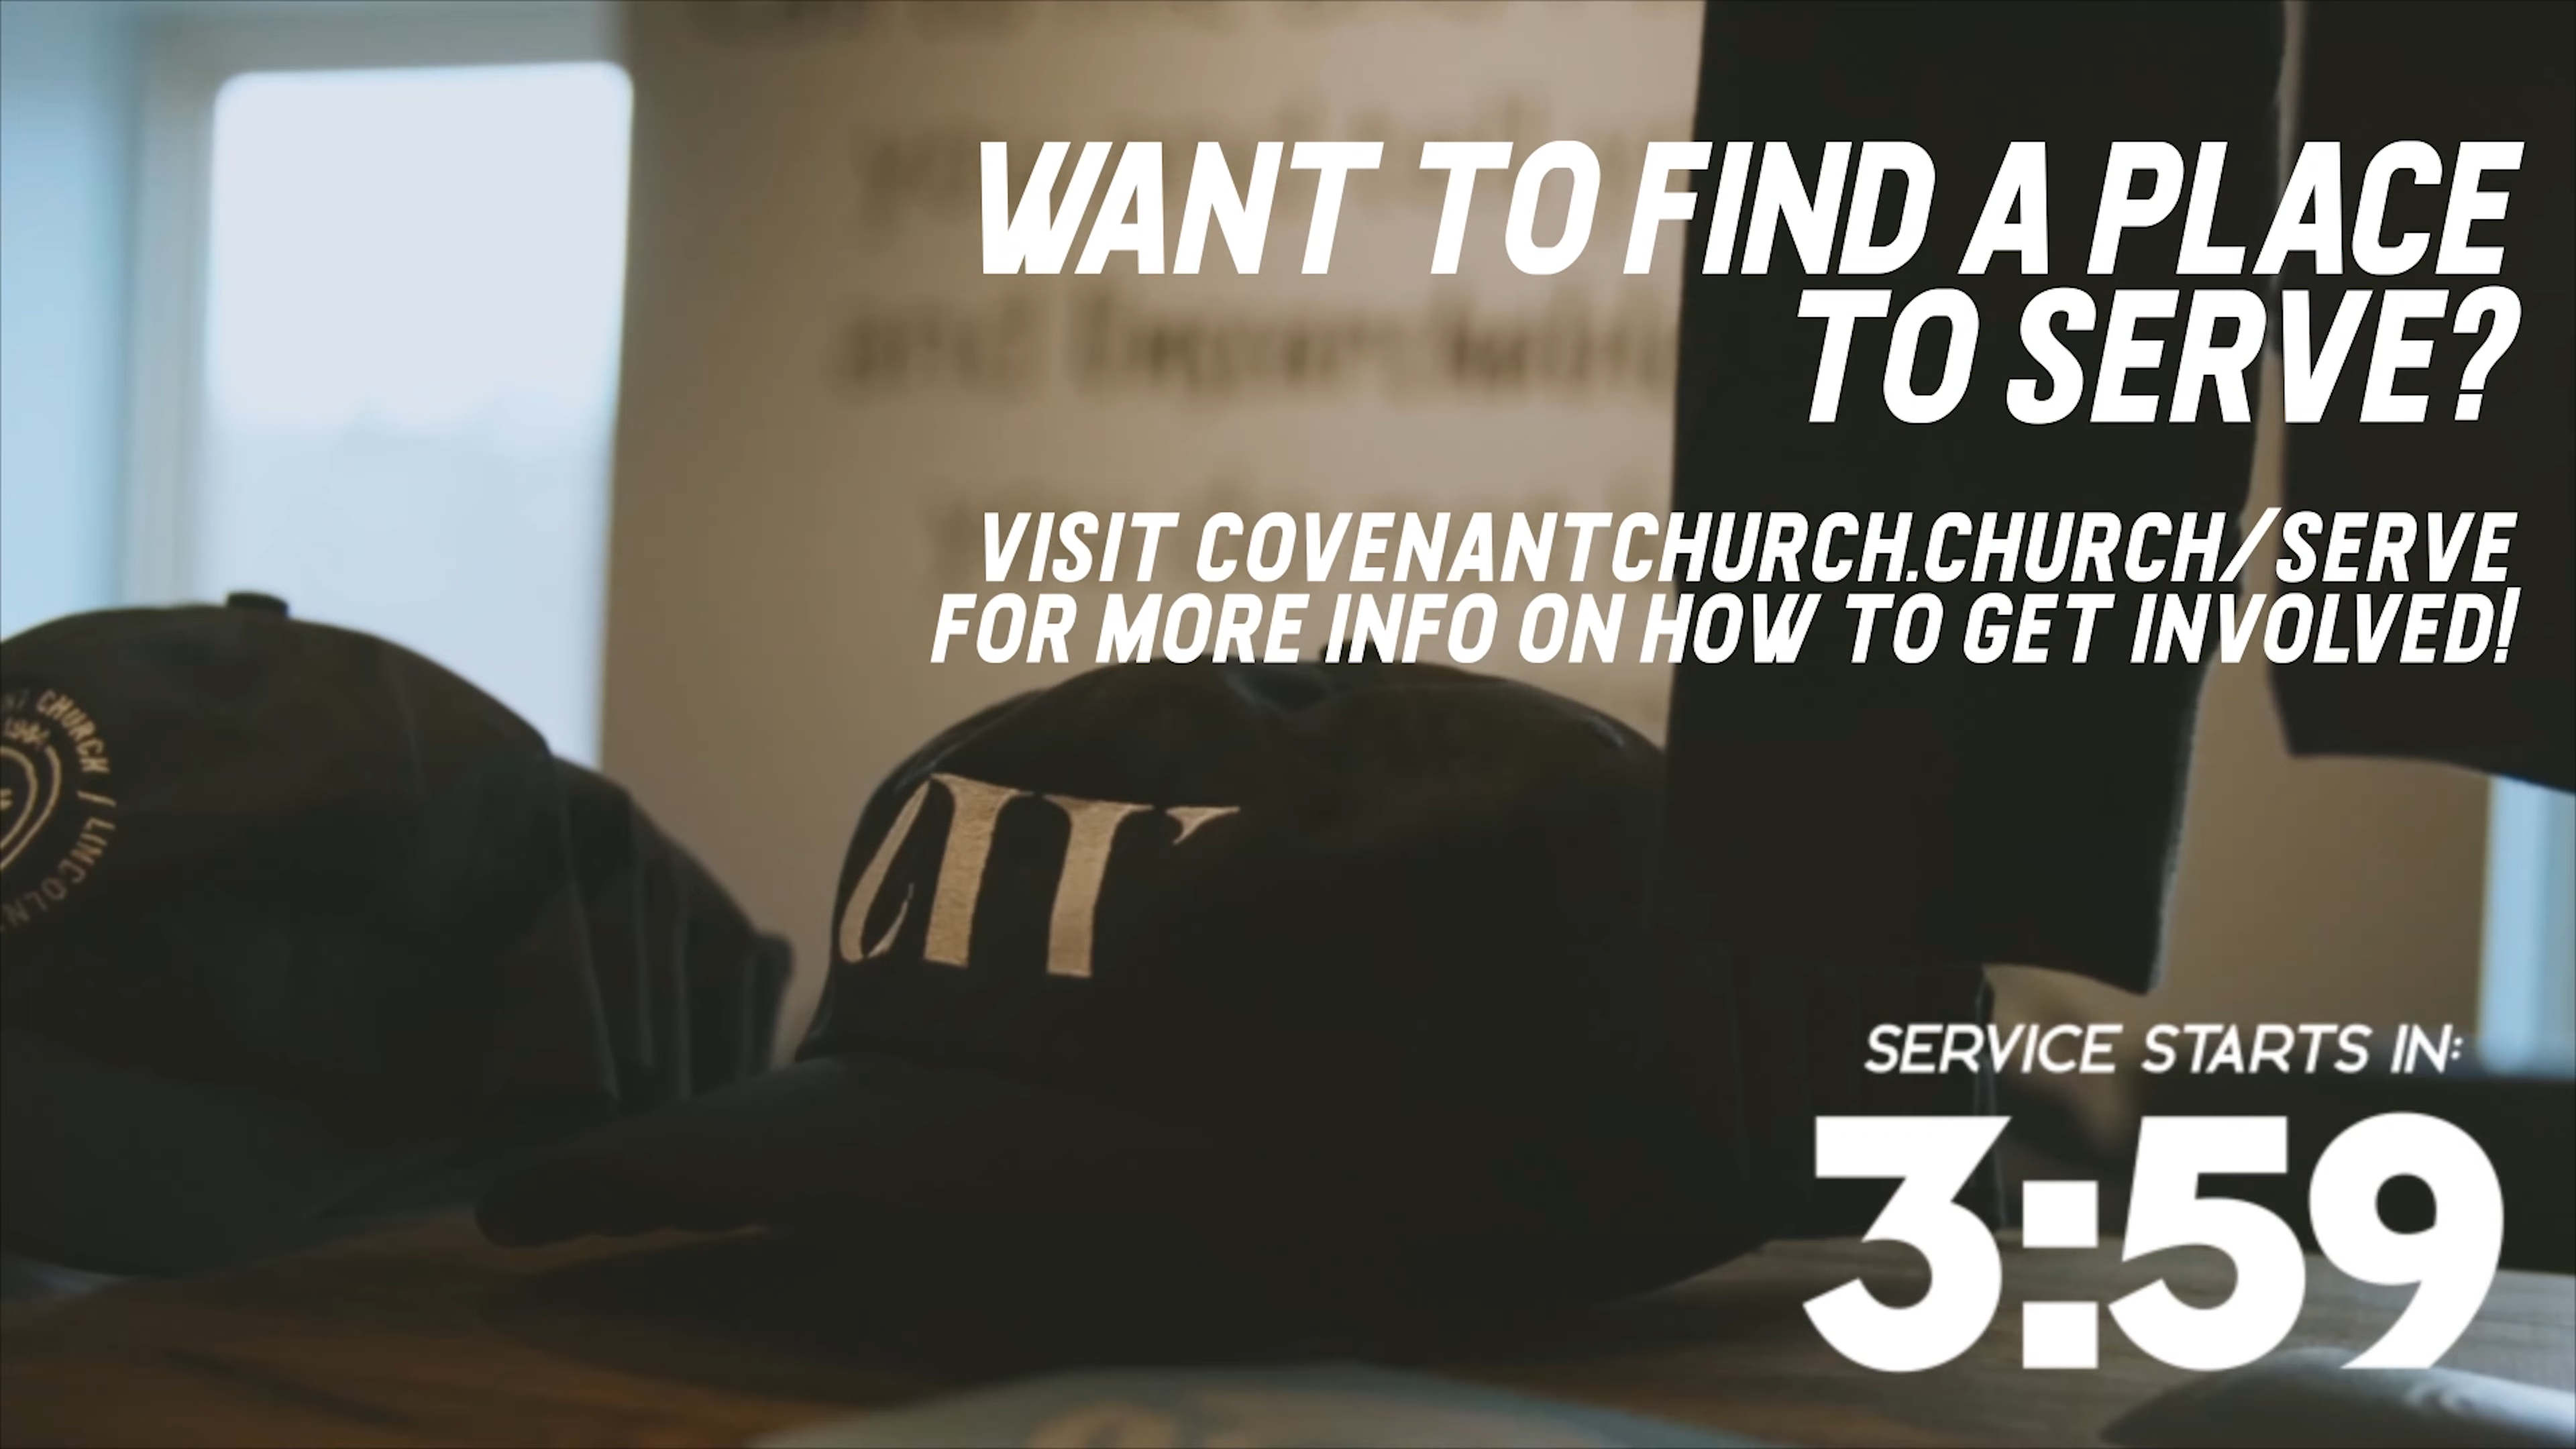 WANT TO FIND A PLACE
TO SERVE?
VISIT COVENANTCHURCH.CHURCH/SERVE
FOR MORE INFO ON HOW TO GET INVOLVED!
CHURCH / LINCOLN
SERVICE STARTS IN:
3:59